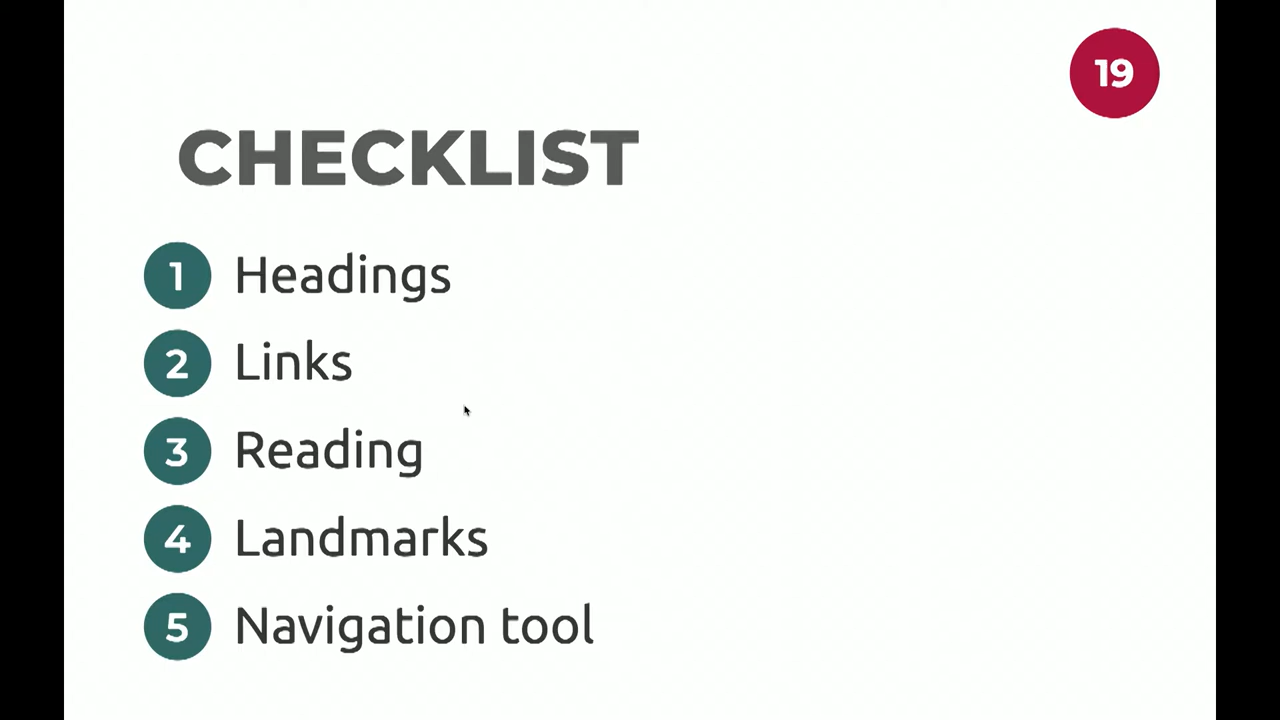 19
CHECKLIST
1 Headings
2 Links
3 Reading
4 Landmarks
5 Navigation tool